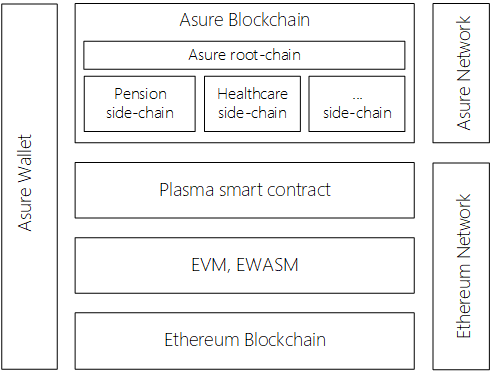 Asure Wallet
Asure Blockchain
Asure root-chain
Pension
side-chain
Healthcare
side-chain
...
side-chain
Plasma smart contract
EVM, EWASM
Ethereum Blockchain
Asure Network
Ethereum Network